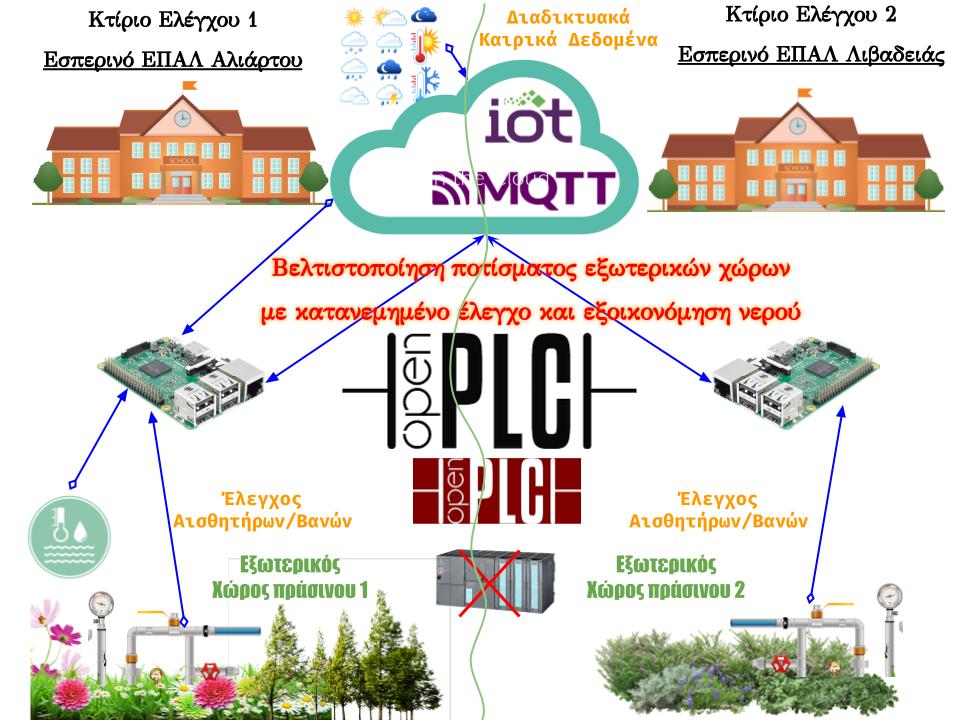 Κτίριο Ελέγχου 1
Εσπερινό ΕΠΑΛ Αλιάρτου
Διαδικτυακά
Καιρικά Δεδομένα
Κτίριο Ελέγχου 2
Εσπερινό ΕΠΑΛ Λιβαδειάς
SCHOOL
SCHOOL
iot
the cloud
MQTT
Βελτιστοποίηση ποτίσματος εξωτερικών χώρων
με κατανεμημένο έλεγχο και εξοικονόμηση νερού
open PLC
open PLC
Έλεγχος
Αισθητήρων/Βανών
Έλεγχος
Αισθητήρων/Βανών
Εξωτερικός
Χώρος πράσινου 1
Εξωτερικός
Χώρος πράσινου 2